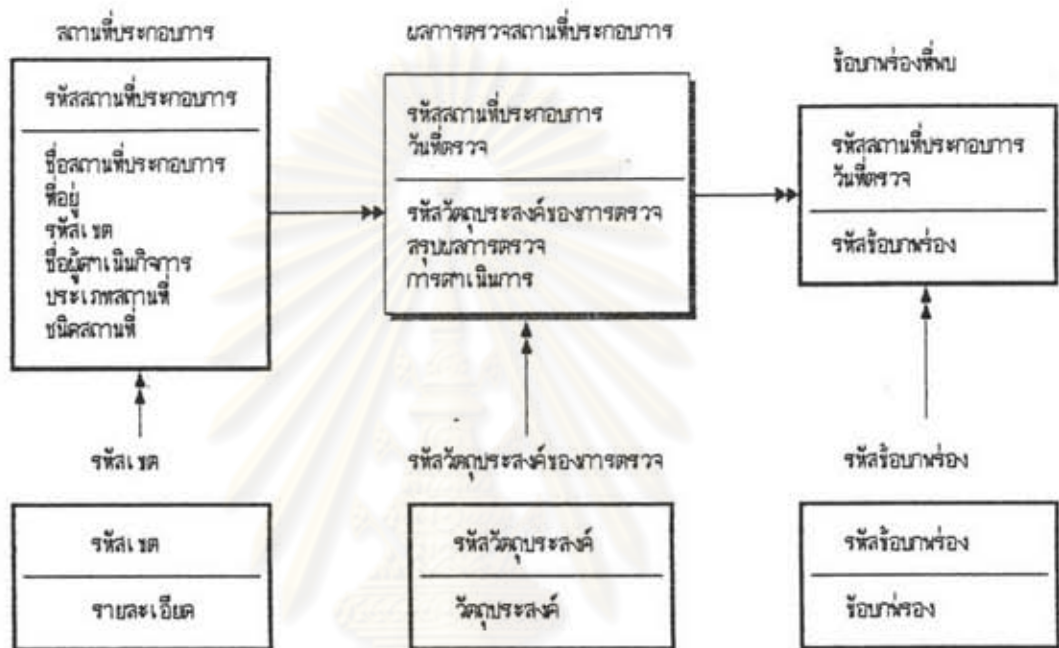 สถานที่ประกอบการ
รหัสสถานที่ประกอบการ
ชื่อสถานที่ประกอบการ
ที่อยู่
รหัสเขต
ชื่อผู้ดำเนินกิจการ
ประเภทสถานที่
ชนิดสถานที่
ผลการตรวจสถานที่ประกอบการ
รหัสสถานที่ประกอบการ
วันที่ตรวจ
รหัสวัตถุประสงค์ของการตรวจ
สรุปผลการตรวจ
การดำเนินการ
ข้อบกพร่องที่พบ
รหัสสถานที่ประกอบการ
วันที่ตรวจ
รหัสข้อบกพร่อง
รหัสเขต
รหัสเขต
รายละเอียด
รหัสวัตถุประสงค์ของการตรวจ
รหัสวัตถุประสงค์
วัตถุประสงค์
รหัสข้อบกพร่อง
รหัสข้อบกพร่อง
ข้อบกพร่อง